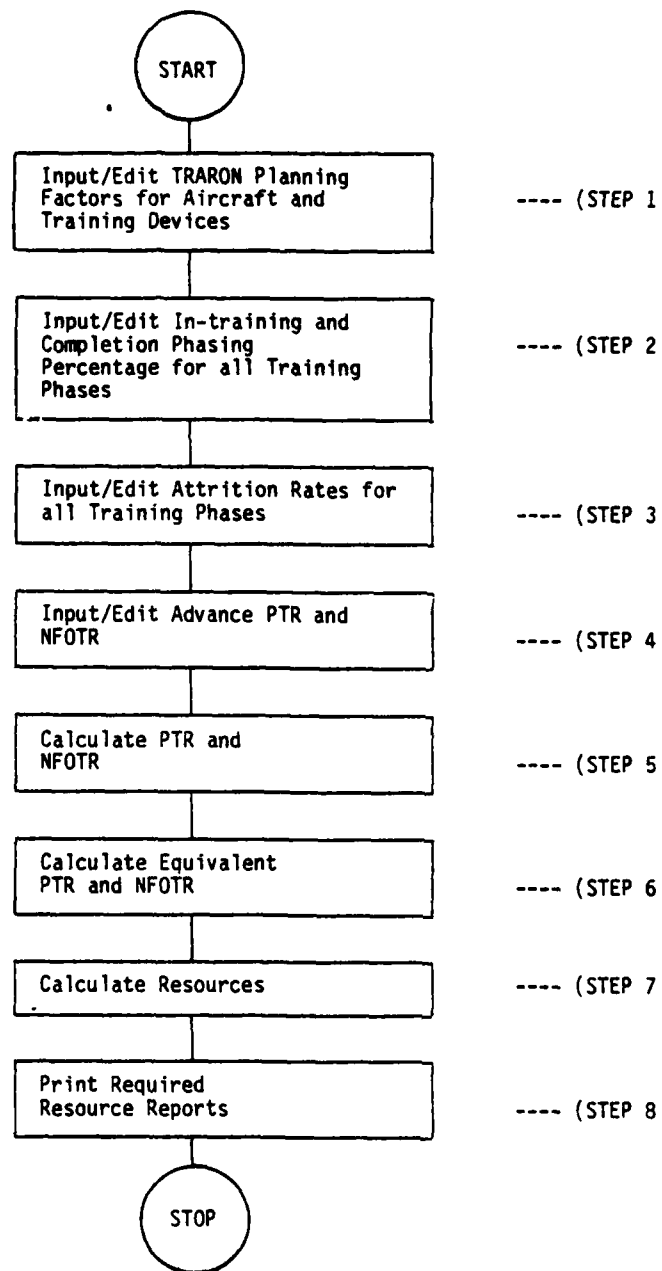 START
Input/Edit TRARON Planning
Factors for Aircraft and
Training Devices
---- (STEP 1
Input/Edit In-training and
Completion Phasing
Percentage for all Training
Phases
---- (STEP 2
Input/Edit Attrition Rates for
all Training Phases
---- (STEP 3
Input/Edit Advance PTR and
NFOTR
---- (STEP 4
Calculate PTR and
NFOTR
---- (STEP 5
Calculate Equivalent
PTR and NFOTR
---- (STEP 6
Calculate Resources
---- (STEP 7
Print Required
Resource Reports
---- (STEP 8
STOP